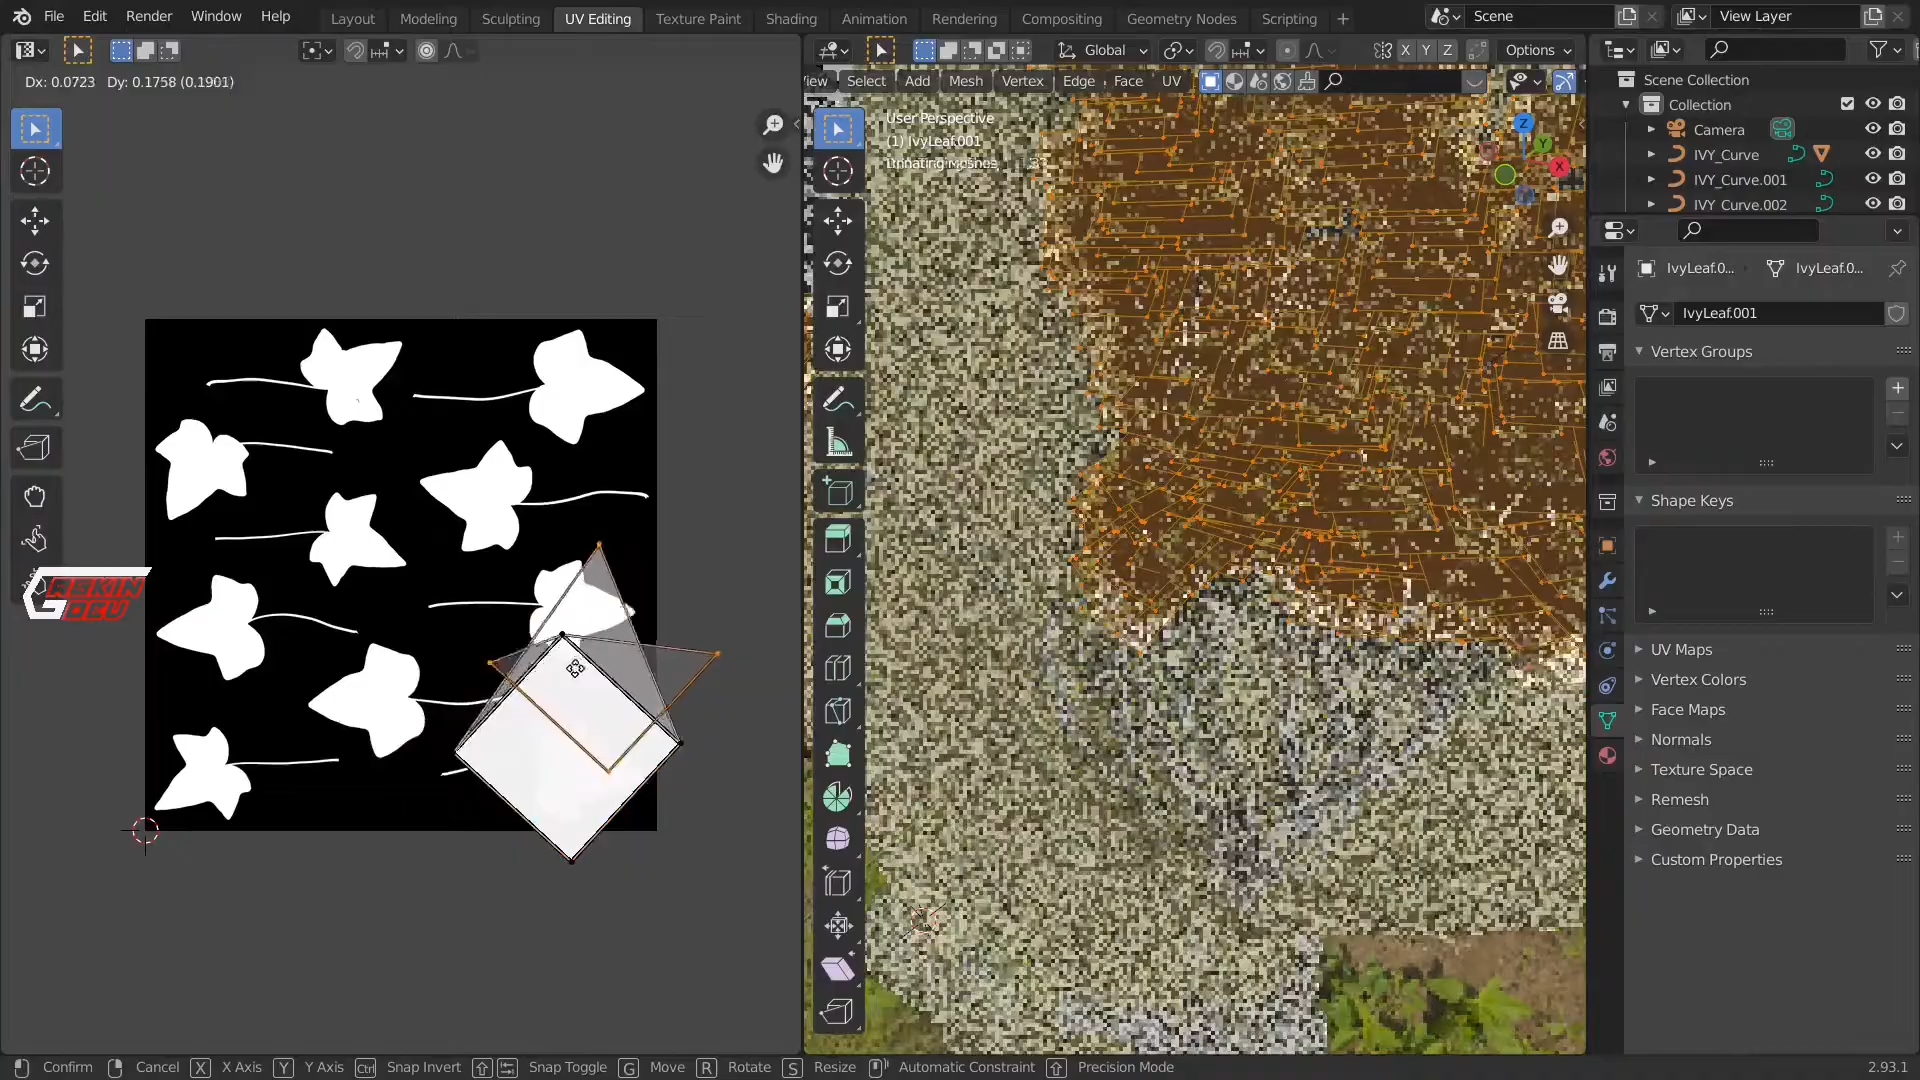 File Edit Render Window Help Layout Modeling Sculpting UV Editing Texture Paint Shading Animation Rendering Compositing Geometry Nodes Scripting + Scene View Layer
Global X Y Z Options
Dx: 0.0723 Dy: 0.1758 (0.1901)
iew Select Add Mesh Vertex Edge Face UV
Scene Collection
Collection
Camera
IVY_Curve
IVY_Curve.001
IVY_Curve.002
User Perspective
(1) IvyLeaf.001
Z
Y
X
IvyLeaf.0... IvyLeaf.0...
IvyLeaf.001
Vertex Groups
Shape Keys
UV Maps
Vertex Colors
Face Maps
Normals
Texture Space
Remesh
Geometry Data
Custom Properties
Confirm Cancel X X Axis Y Y Axis Ctrl Snap Invert Snap Toggle G Move R Rotate S Resize Automatic Constraint Precision Mode 2.93.1